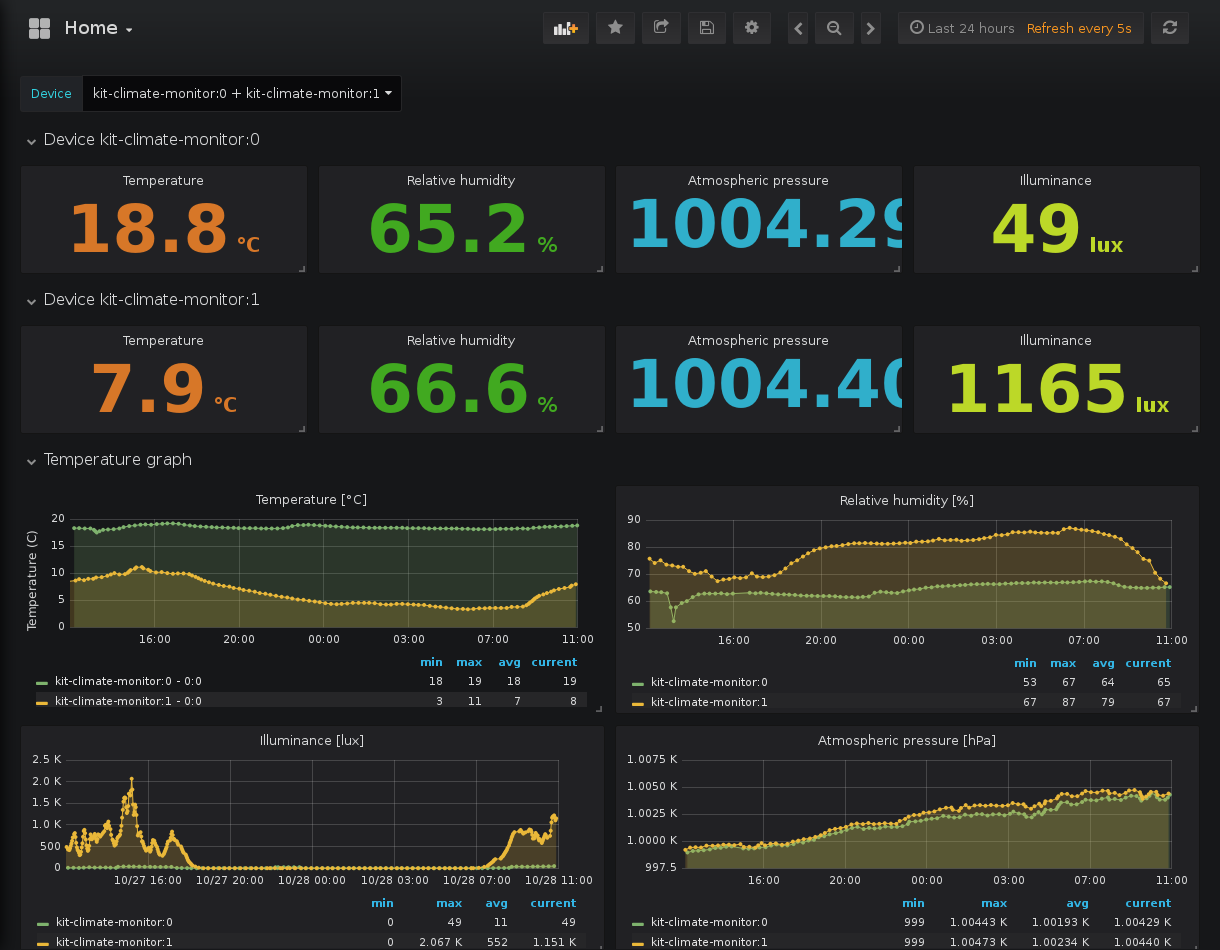 Home
Last 24 hours Refresh every 5s
Device kit-climate-monitor:0 + kit-climate-monitor:1
Device kit-climate-monitor:0
Temperature Relative humidity Atmospheric pressure Illuminance
18.8 °C 65.2 % 1004.29 49 lux
Device kit-climate-monitor:1
Temperature Relative humidity Atmospheric pressure Illuminance
7.9 °C 66.6 % 1004.40 1165 lux
Temperature graph
Temperature [°C]
Temperature (C)
20
15
10
5
0
16:00 20:00 00:00 03:00 07:00 11:00
min max avg current
kit-climate-monitor:0 - 0:0 18 19 18 19
kit-climate-monitor:1 - 0:0 3 11 7 8
Relative humidity [%]
90
80
70
60
50
16:00 20:00 00:00 03:00 07:00 11:00
min max avg current
kit-climate-monitor:0 53 67 64 65
kit-climate-monitor:1 67 87 79 67
Illuminance [lux]
2.5 K
2.0 K
1.5 K
1.0 K
500
0
10/27 16:00 10/27 20:00 10/28 00:00 10/28 03:00 10/28 07:00 10/28 11:00
min max avg current
kit-climate-monitor:0 0 49 11 49
kit-climate-monitor:1 0 2.067 K 552 1.151 K
Atmospheric pressure [hPa]
1.0075 K
1.0050 K
1.0025 K
1.0000 K
997.5
16:00 20:00 00:00 03:00 07:00 11:00
min max avg current
kit-climate-monitor:0 999 1.00443 K 1.00193 K 1.00429 K
kit-climate-monitor:1 999 1.00473 K 1.00234 K 1.00440 K